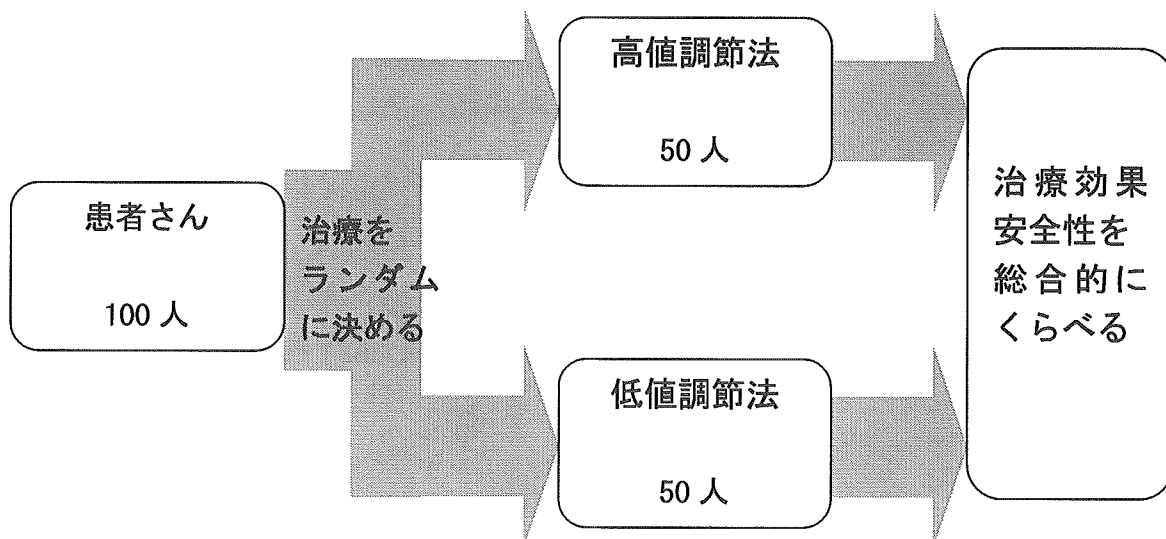 患者さん
100 人
治療を
ランダム
に決める
高値調節法
50 人
低値調節法
50 人
治療効果
安全性を
総合的に
くらべる